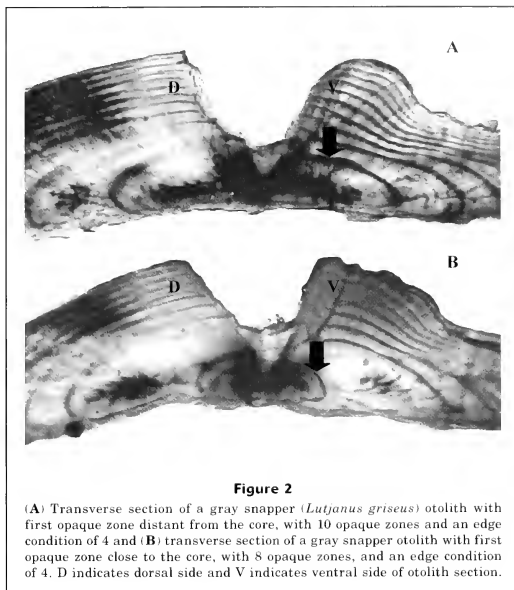 A
D
V
B
D
V
Figure 2
(A) Transverse section of a gray snapper (Lutjanus griseus) otolith with
first opaque zone distant from the core, with 10 opaque zones and an edge
condition of 4 and (B) transverse section of a gray snapper otolith with first
opaque zone close to the core, with 8 opaque zones, and an edge condition
of 4. D indicates dorsal side and V indicates ventral side of otolith section.